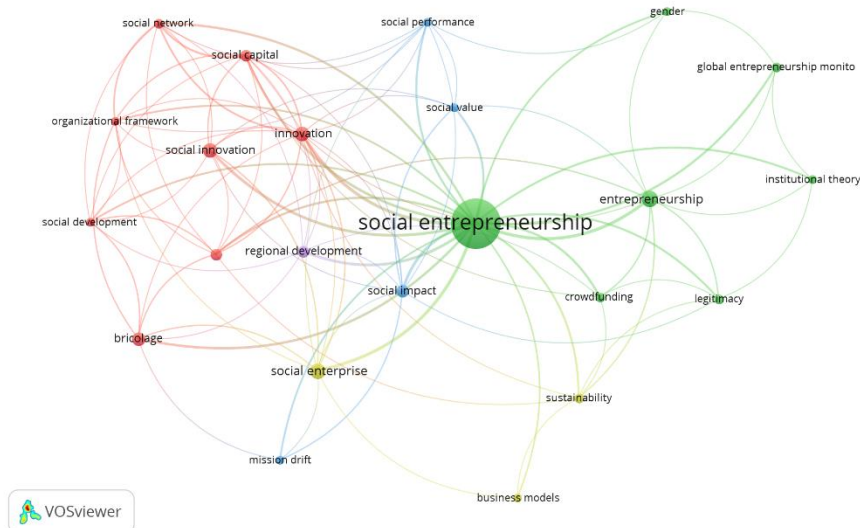 gender
social network
social performance
social capital
global entrepreneurship monito
social value
organizational framework
innovation
social innovation
institutional theory
entrepreneurship
social entrepreneurship
social development
regional development
social impact
crowdfunding
legitimacy
bricolage
social enterprise
sustainability
mission drift
business models
VOSviewer